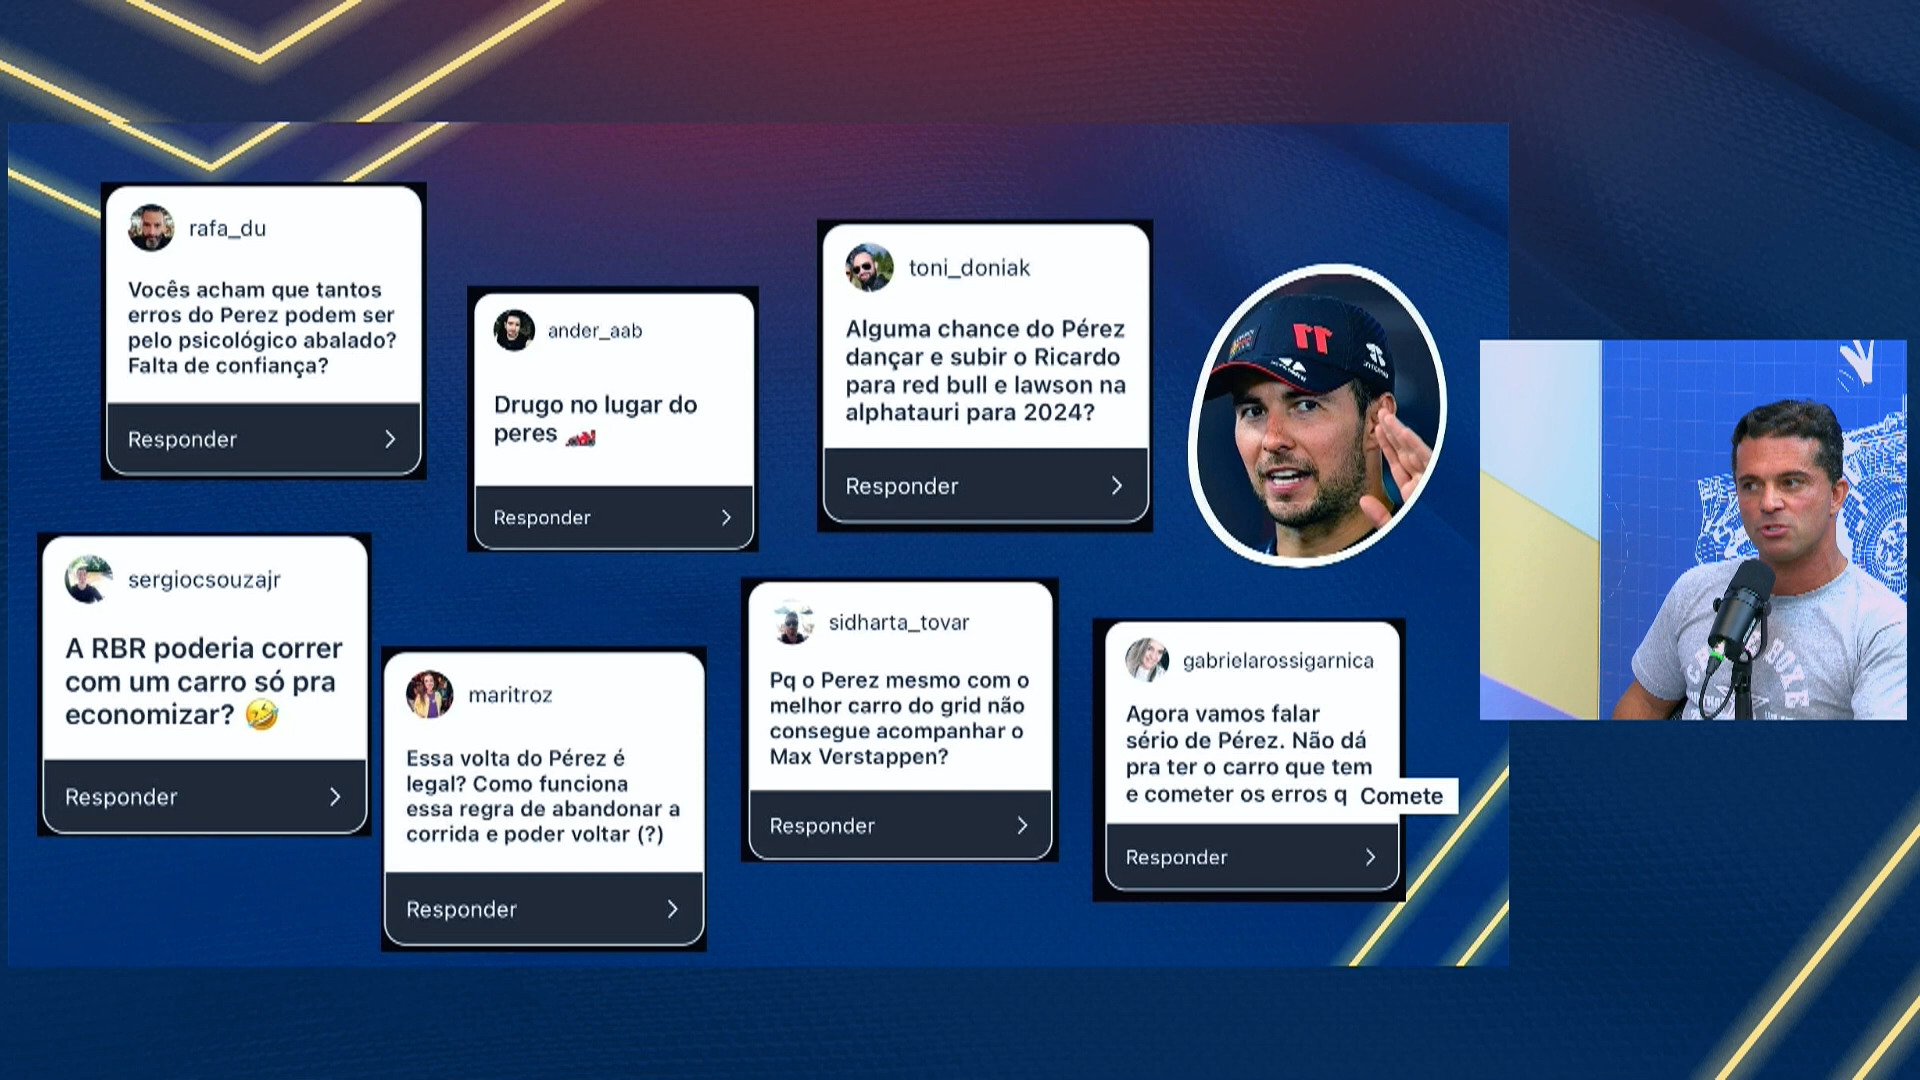 rafa_du
Vocês acham que tantos
erros do Perez podem ser
pelo psicológico abalado?
Falta de confiança?
Responder
ander_aab
Drugo no lugar do
peres 🏎️
Responder
toni_doniak
Alguma chance do Pérez
dançar e subir o Ricardo
para red bull e lawson na
alphatauri para 2024?
Responder
11
sergiocsouzajr
A RBR poderia correr
com um carro só pra
economizar? 🤣
Responder
maritroz
Essa volta do Pérez é
legal? Como funciona
essa regra de abandonar a
corrida e poder voltar (?)
Responder
sidharta_tovar
Pq o Perez mesmo com o
melhor carro do grid não
consegue acompanhar o
Max Verstappen?
Responder
gabrielarossigarnica
Agora vamos falar
sério de Pérez. Não dá
pra ter o carro que tem
e cometer os erros q Comete
Responder